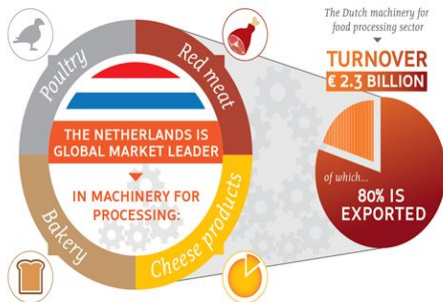 Poultry
Red meat
THE NETHERLANDS IS
GLOBAL MARKET LEADER
IN MACHINERY FOR
PROCESSING:
Bakery
Cheese products
The Dutch machinery for
food processing sector
TURNOVER
€ 2.3 BILLION
of which...
80% IS
EXPORTED